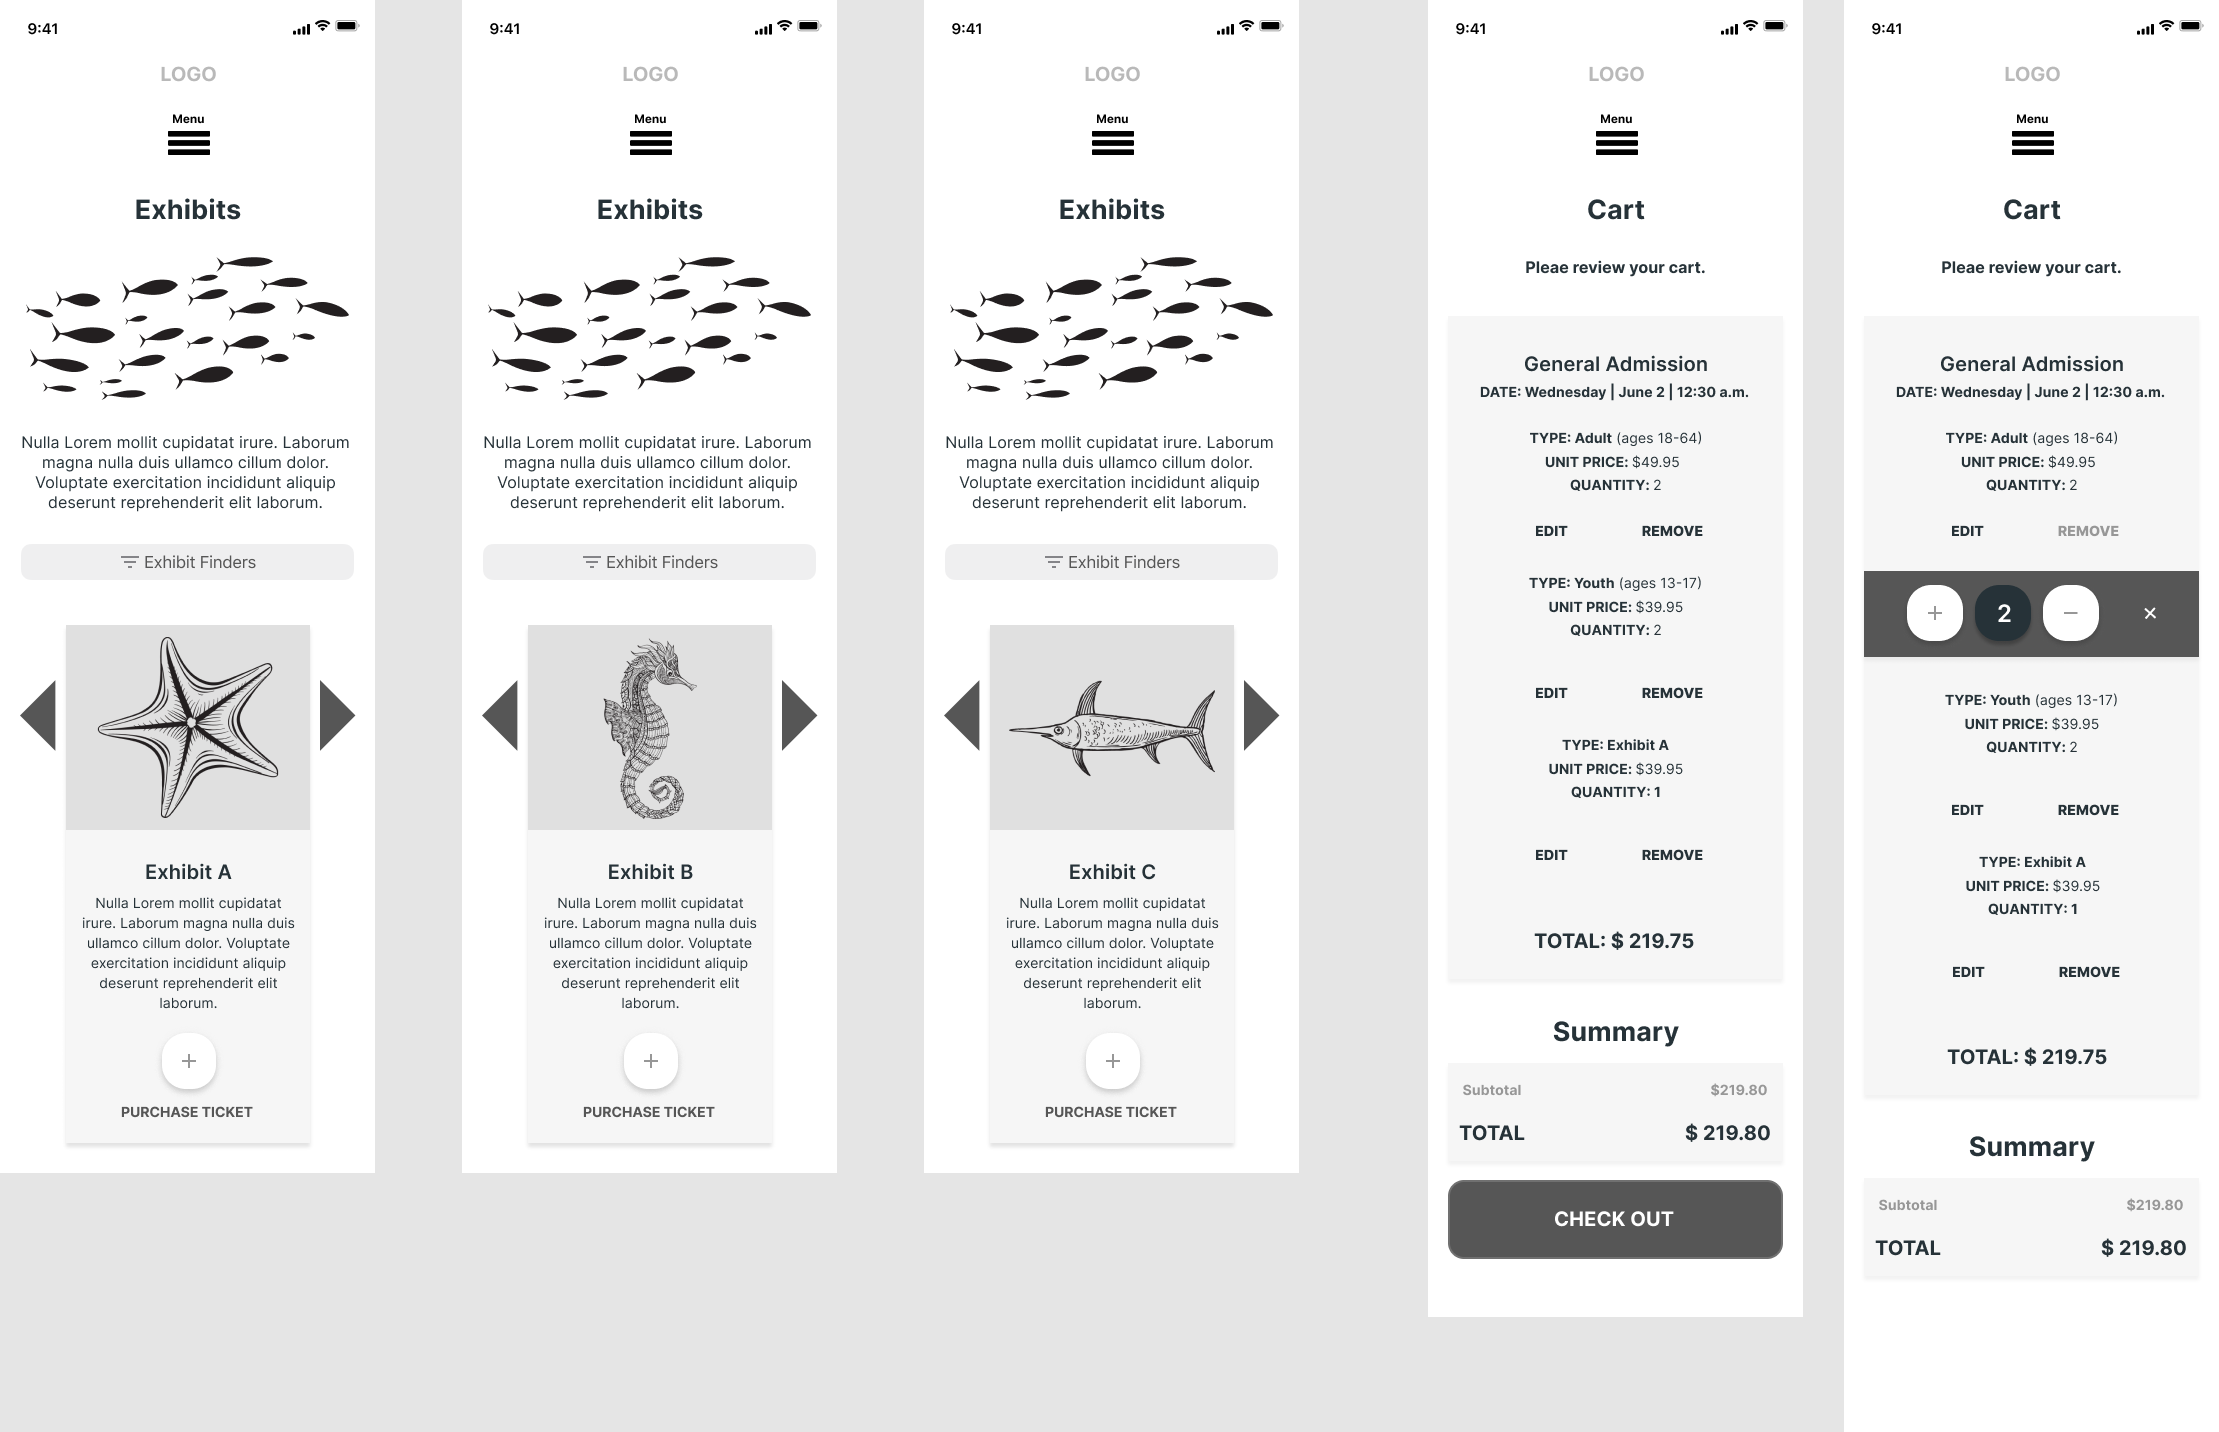 9:41
LOGO
Menu
Exhibits
Nulla Lorem mollit cupidatat irure. Laborum
magna nulla duis ullamco cillum dolor.
Voluptate exercitation incididunt aliquip
deserunt reprehenderit elit laborum.
Exhibit Finders
Exhibit A
Nulla Lorem mollit cupidatat
irure. Laborum magna nulla duis
ullamco cillum dolor. Voluptate
exercitation incididunt aliquip
deserunt reprehenderit elit
laborum.
+
PURCHASE TICKET
9:41
LOGO
Menu
Exhibits
Nulla Lorem mollit cupidatat irure. Laborum
magna nulla duis ullamco cillum dolor.
Voluptate exercitation incididunt aliquip
deserunt reprehenderit elit laborum.
Exhibit Finders
Exhibit B
Nulla Lorem mollit cupidatat
irure. Laborum magna nulla duis
ullamco cillum dolor. Voluptate
exercitation incididunt aliquip
deserunt reprehenderit elit
laborum.
+
PURCHASE TICKET
9:41
LOGO
Menu
Exhibits
Nulla Lorem mollit cupidatat irure. Laborum
magna nulla duis ullamco cillum dolor.
Voluptate exercitation incididunt aliquip
deserunt reprehenderit elit laborum.
Exhibit Finders
Exhibit C
Nulla Lorem mollit cupidatat
irure. Laborum magna nulla duis
ullamco cillum dolor. Voluptate
exercitation incididunt aliquip
deserunt reprehenderit elit
laborum.
+
PURCHASE TICKET
9:41
LOGO
Menu
Cart
Pleae review your cart.
General Admission
DATE: Wednesday | June 2 | 12:30 a.m.
TYPE: Adult (ages 18-64)
UNIT PRICE: $49.95
QUANTITY: 2
EDIT REMOVE
TYPE: Youth (ages 13-17)
UNIT PRICE: $39.95
QUANTITY: 2
EDIT REMOVE
TYPE: Exhibit A
UNIT PRICE: $39.95
QUANTITY: 1
EDIT REMOVE
TOTAL: $ 219.75
Summary
Subtotal $219.80
TOTAL $ 219.80
CHECK OUT
9:41
LOGO
Menu
Cart
Pleae review your cart.
General Admission
DATE: Wednesday | June 2 | 12:30 a.m.
TYPE: Adult (ages 18-64)
UNIT PRICE: $49.95
QUANTITY: 2
EDIT REMOVE
+ 2 − ×
TYPE: Youth (ages 13-17)
UNIT PRICE: $39.95
QUANTITY: 2
EDIT REMOVE
TYPE: Exhibit A
UNIT PRICE: $39.95
QUANTITY: 1
EDIT REMOVE
TOTAL: $ 219.75
Summary
Subtotal $219.80
TOTAL $ 219.80